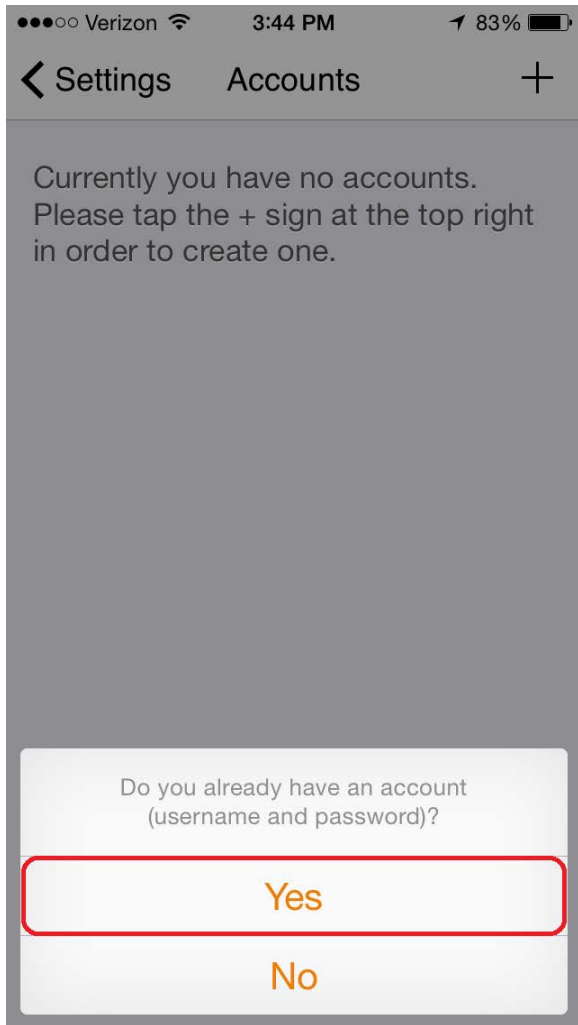 Verizon 3:44 PM 83%
Settings Accounts +
Currently you have no accounts.
Please tap the + sign at the top right
in order to create one.
Do you already have an account
(username and password)?
Yes
No